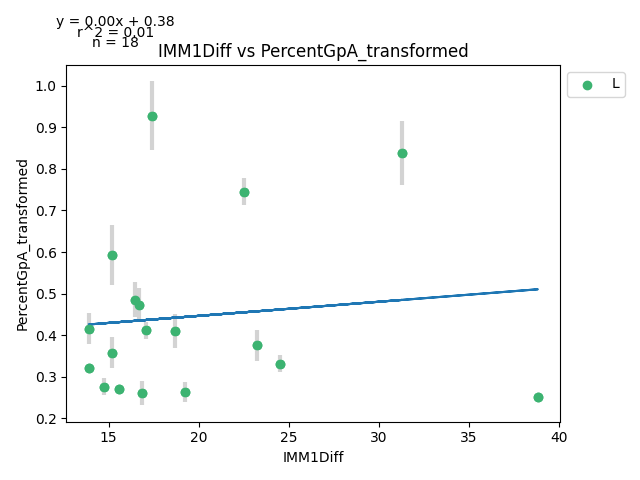 y = 0.00x + 0.38
r^2 = 0.01
n = 18
IMM1Diff vs PercentGpA_transformed
L
PercentGpA_transformed
1.0
0.9
0.8
0.7
0.6
0.5
0.4
0.3
0.2
15
20
25
30
35
40
IMM1Diff